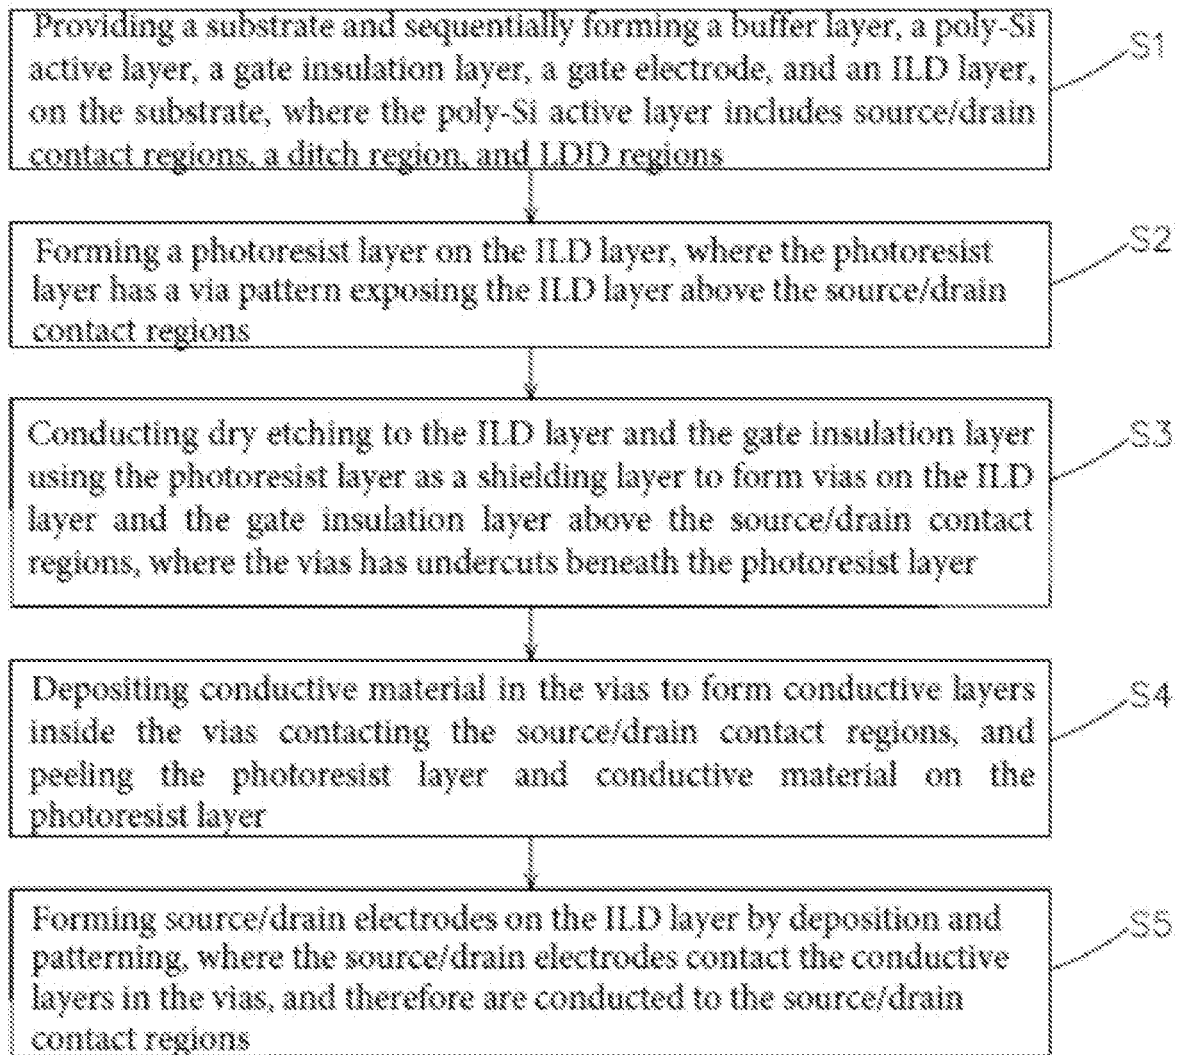 Providing a substrate and sequentially forming a buffer layer, a poly-Si
active layer, a gate insulation layer, a gate electrode, and an ILD layer,
on the substrate, where the poly-Si active layer includes source/drain
contact regions, a ditch region, and LDD regions
S1
Forming a photoresist layer on the ILD layer, where the photoresist
layer has a via pattern exposing the ILD layer above the source/drain
contact regions
S2
Conducting dry etching to the ILD layer and the gate insulation layer
using the photoresist layer as a shielding layer to form vias on the ILD
layer and the gate insulation layer above the source/drain contact
regions, where the vias has undercuts beneath the photoresist layer
S3
Depositing conductive material in the vias to form conductive layers
inside the vias contacting the source/drain contact regions, and
peeling the photoresist layer and conductive material on the
photoresist layer
S4
Forming source/drain electrodes on the ILD layer by deposition and
patterning, where the source/drain electrodes contact the conductive
layers in the vias, and therefore are conducted to the source/drain
contact regions
S5